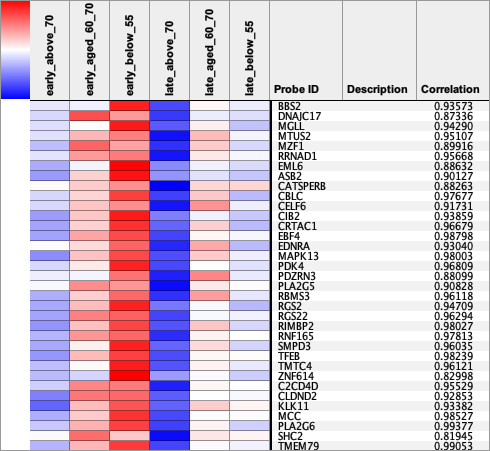 early_above_70
early_aged_60_70
early_below_55
late_above_70
late_aged_60_70
late_below_55
Probe ID Description Correlation
BBS2 0.93573
DNAJC17 0.87336
MGLL 0.94290
MTUS2 0.95107
MZF1 0.89916
RRNAD1 0.95668
EML6 0.88632
ASB2 0.90127
CATSPERB 0.88263
CBLC 0.97677
CELF6 0.91731
CIB2 0.93859
CRTAC1 0.96679
EBF4 0.98798
EDNRA 0.93040
MAPK13 0.98003
PDK4 0.96809
PDZRN3 0.88099
PLA2G5 0.90828
RBMS3 0.96118
RGS2 0.94709
RGS22 0.96294
RIMBP2 0.98027
RNF165 0.97813
SMPD3 0.96035
TFEB 0.98239
TMTC4 0.96121
ZNF614 0.82998
C2CD4D 0.95529
CLDND2 0.92853
KLK11 0.93382
MCC 0.98527
PLA2G6 0.99377
SHC2 0.81945
TMEM79 0.99053